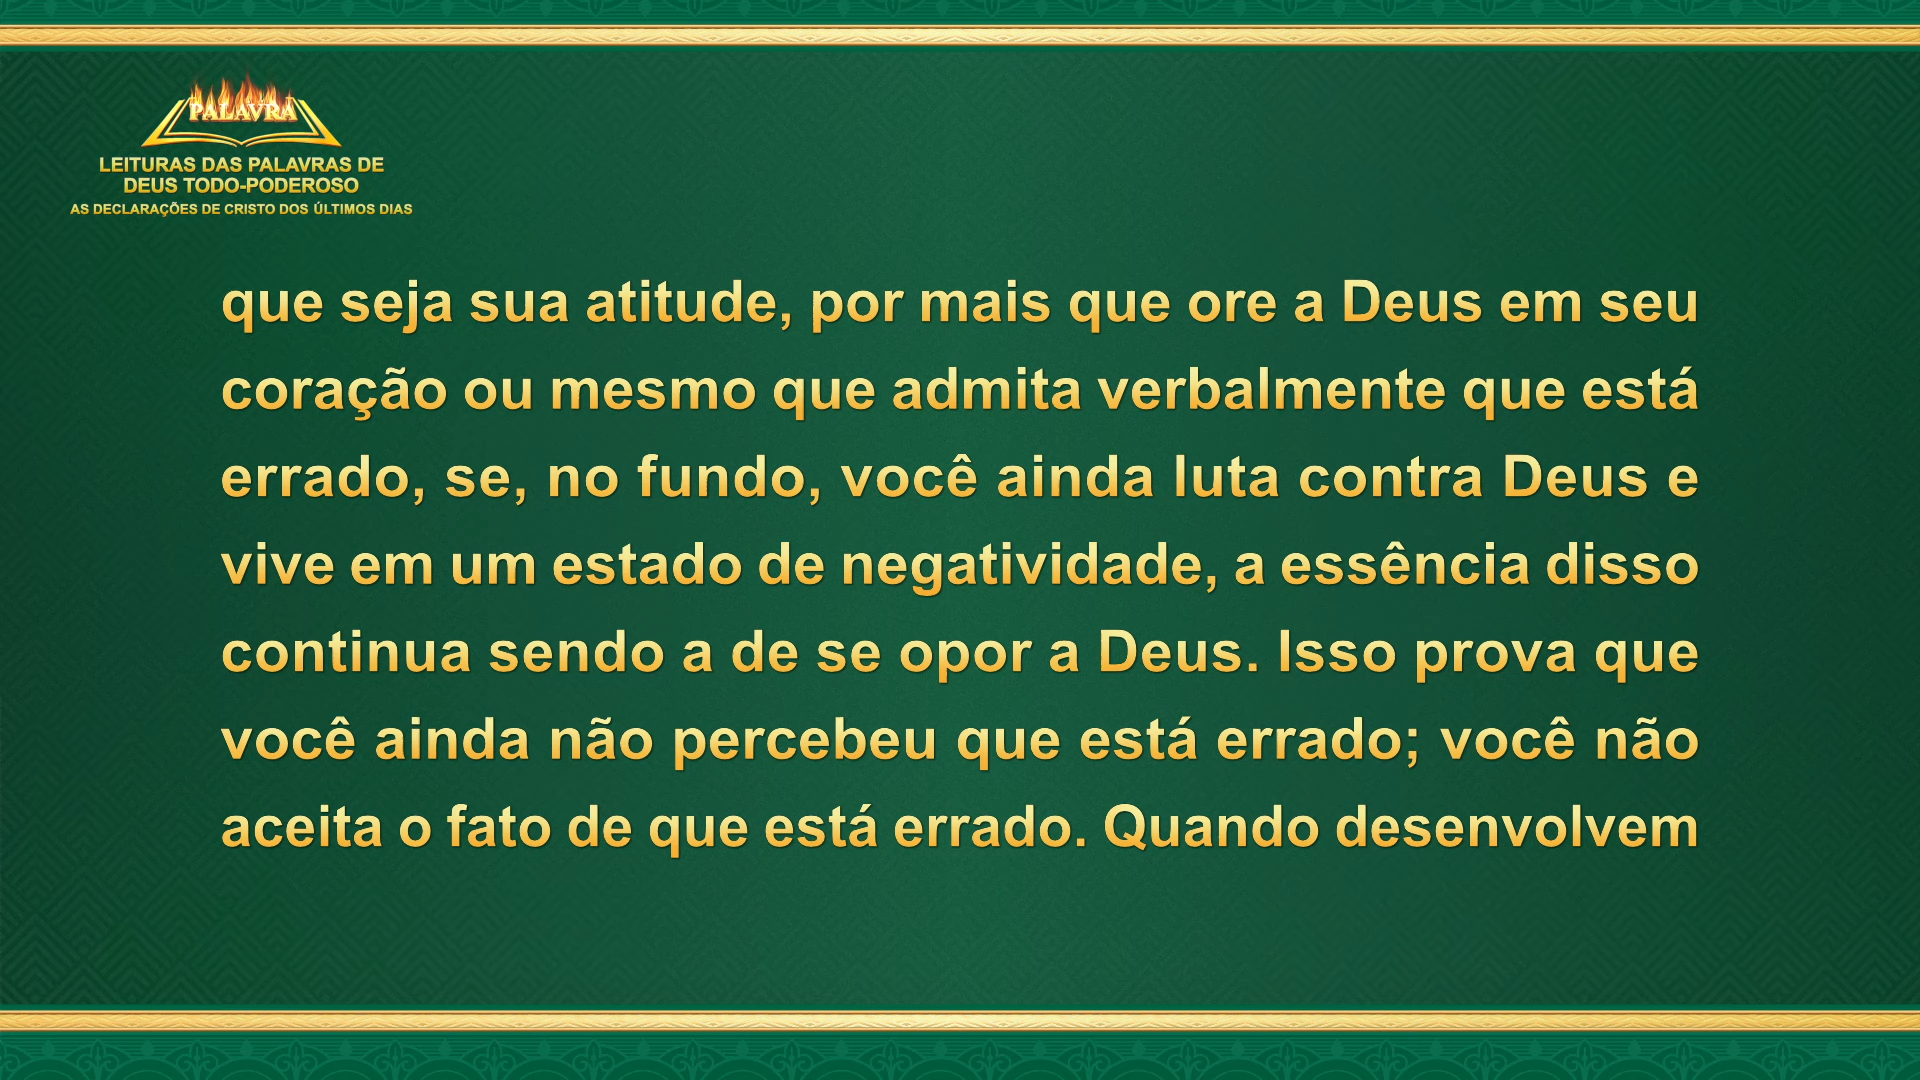 PALAVRA
LEITURAS DAS PALAVRAS DE
DEUS TODO-PODEROSO
AS DECLARAÇÕES DE CRISTO DOS ÚLTIMOS DIAS
que seja sua atitude, por mais que ore a Deus em seu
coração ou mesmo que admita verbalmente que está
errado, se, no fundo, você ainda luta contra Deus e
vive em um estado de negatividade, a essência disso
continua sendo a de se opor a Deus. Isso prova que
você ainda não percebeu que está errado; você não
aceita o fato de que está errado. Quando desenvolvem